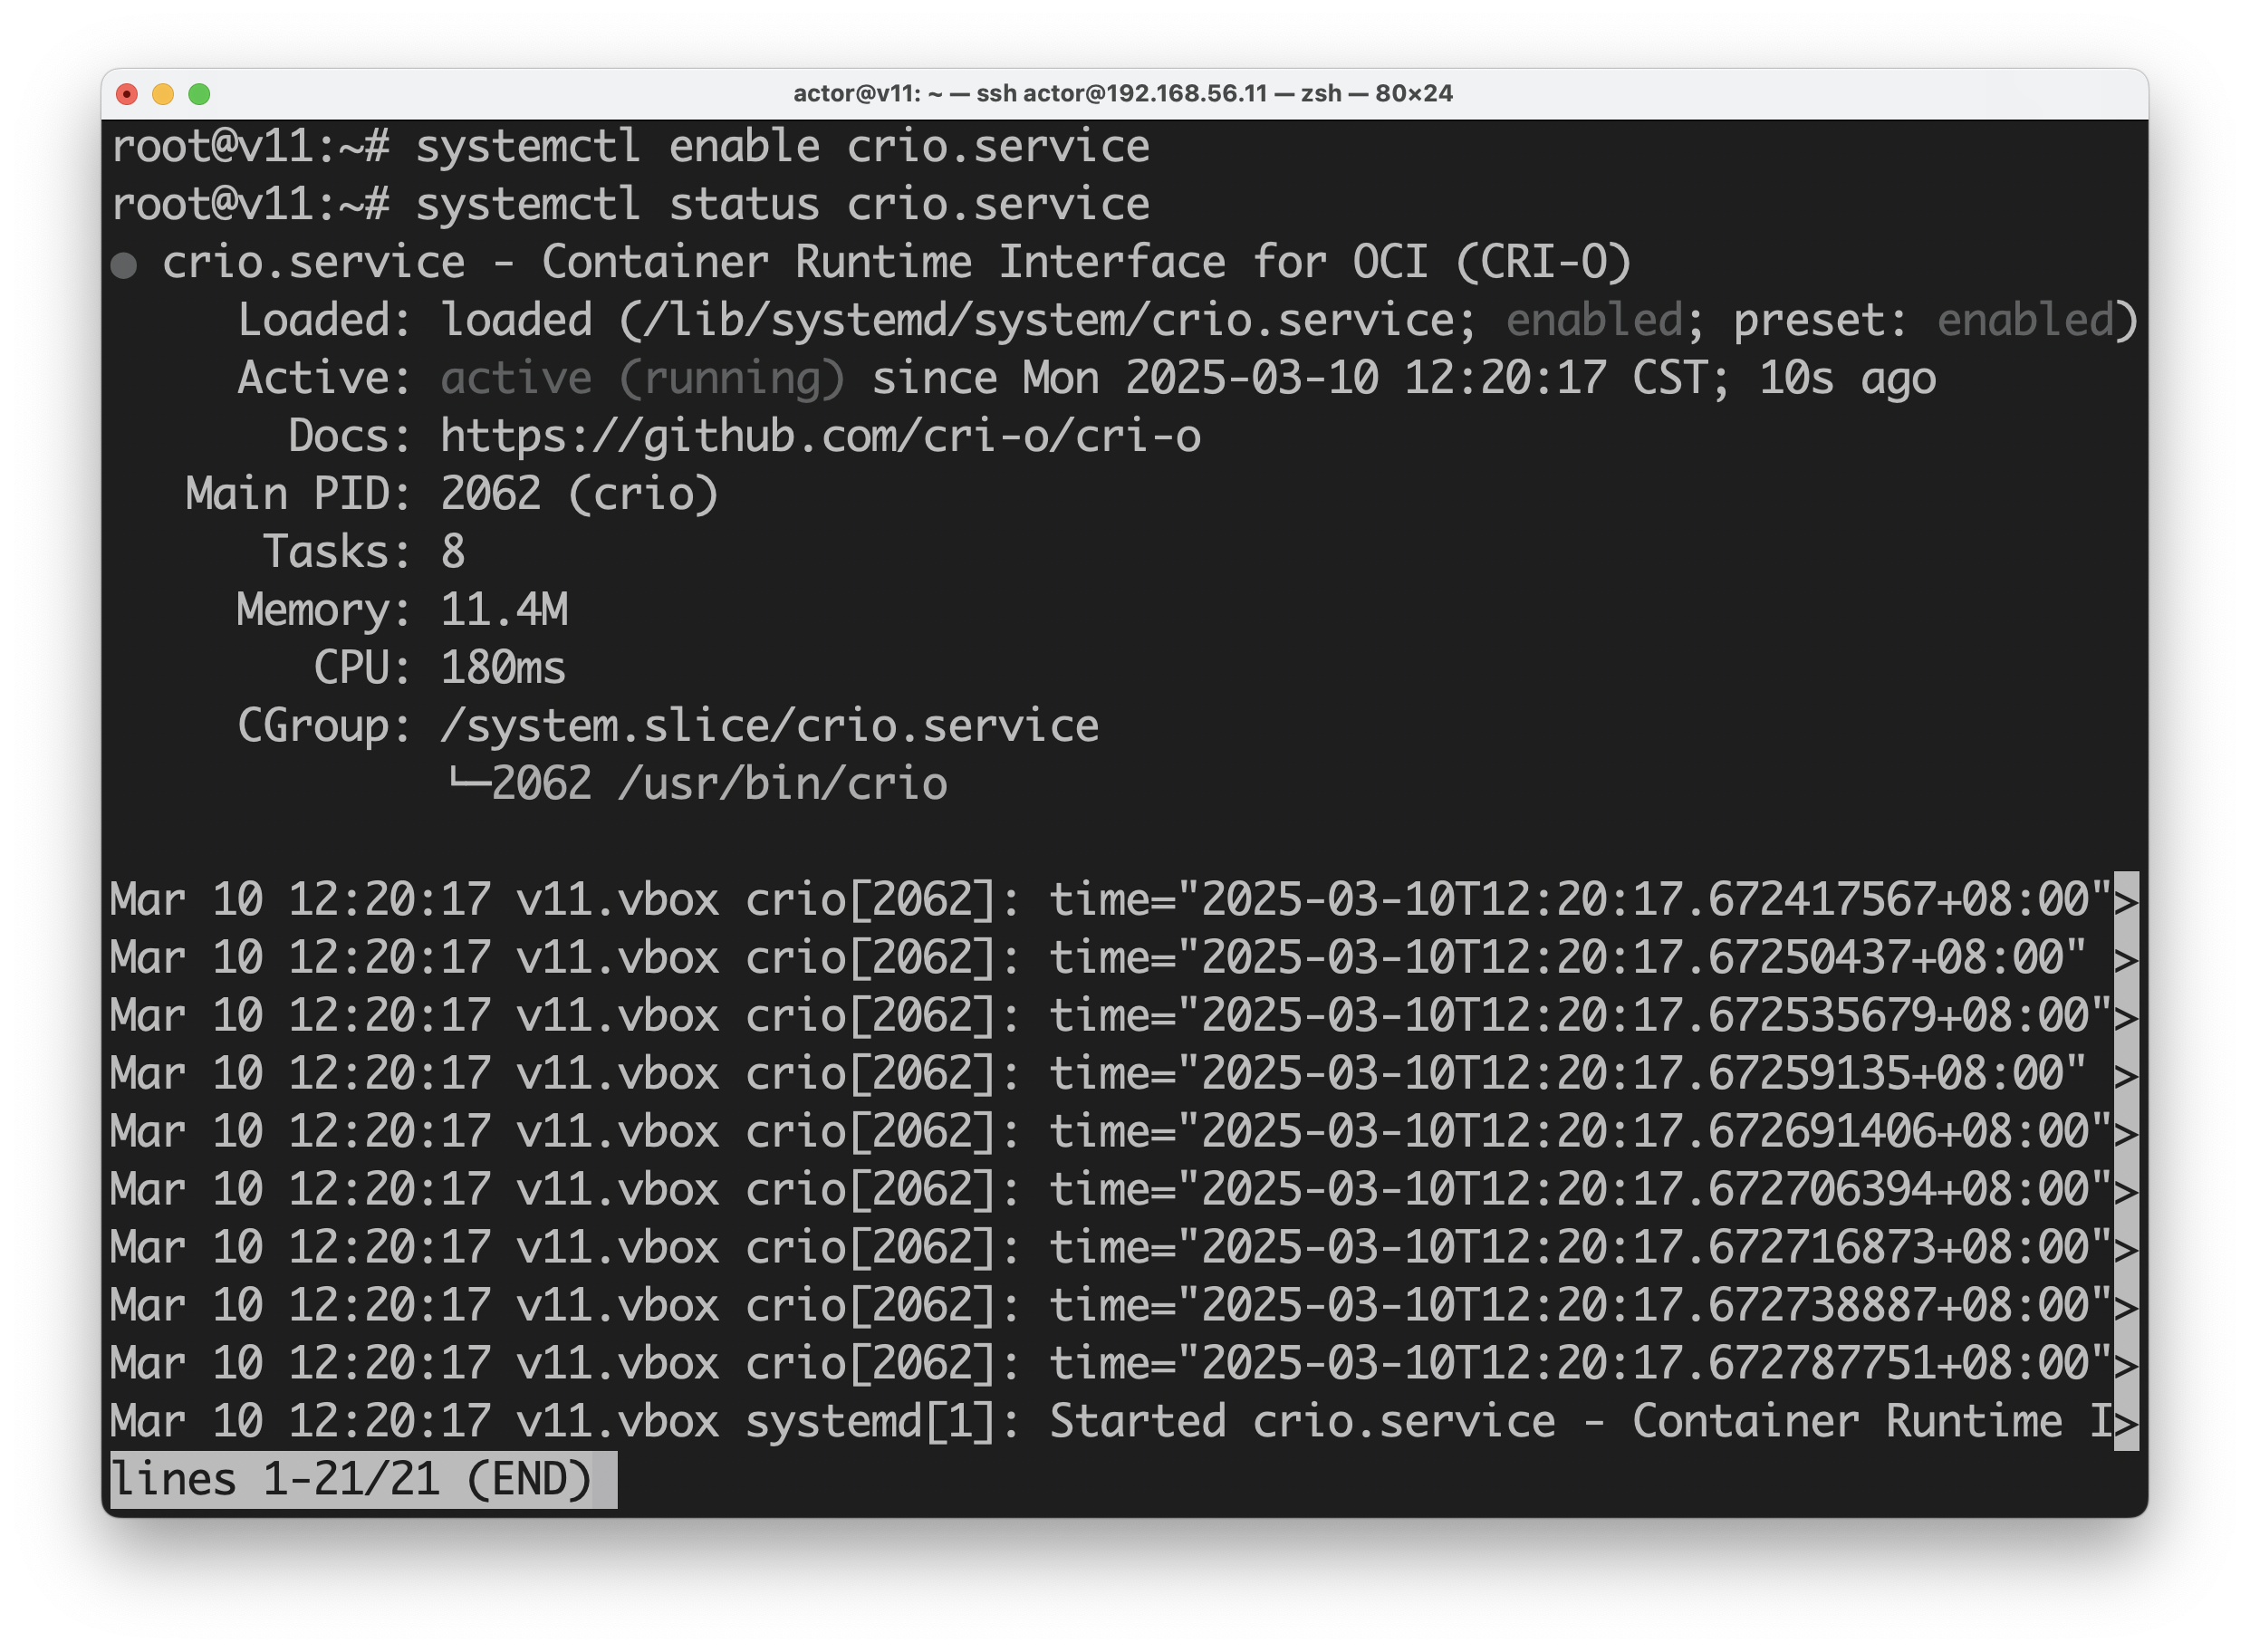 actor@v11: ~ — ssh actor@192.168.56.11 — zsh — 80×24
root@v11:~# systemctl enable crio.service
root@v11:~# systemctl status crio.service
● crio.service - Container Runtime Interface for OCI (CRI-O)
     Loaded: loaded (/lib/systemd/system/crio.service; enabled; preset: enabled)
     Active: active (running) since Mon 2025-03-10 12:20:17 CST; 10s ago
       Docs: https://github.com/cri-o/cri-o
   Main PID: 2062 (crio)
      Tasks: 8
     Memory: 11.4M
        CPU: 180ms
     CGroup: /system.slice/crio.service
             └─2062 /usr/bin/crio
Mar 10 12:20:17 v11.vbox crio[2062]: time="2025-03-10T12:20:17.672417567+08:00">
Mar 10 12:20:17 v11.vbox crio[2062]: time="2025-03-10T12:20:17.67250437+08:00" >
Mar 10 12:20:17 v11.vbox crio[2062]: time="2025-03-10T12:20:17.672535679+08:00">
Mar 10 12:20:17 v11.vbox crio[2062]: time="2025-03-10T12:20:17.67259135+08:00" >
Mar 10 12:20:17 v11.vbox crio[2062]: time="2025-03-10T12:20:17.672691406+08:00">
Mar 10 12:20:17 v11.vbox crio[2062]: time="2025-03-10T12:20:17.672706394+08:00">
Mar 10 12:20:17 v11.vbox crio[2062]: time="2025-03-10T12:20:17.672716873+08:00">
Mar 10 12:20:17 v11.vbox crio[2062]: time="2025-03-10T12:20:17.672738887+08:00">
Mar 10 12:20:17 v11.vbox crio[2062]: time="2025-03-10T12:20:17.672787751+08:00">
Mar 10 12:20:17 v11.vbox systemd[1]: Started crio.service - Container Runtime I>
lines 1-21/21 (END)